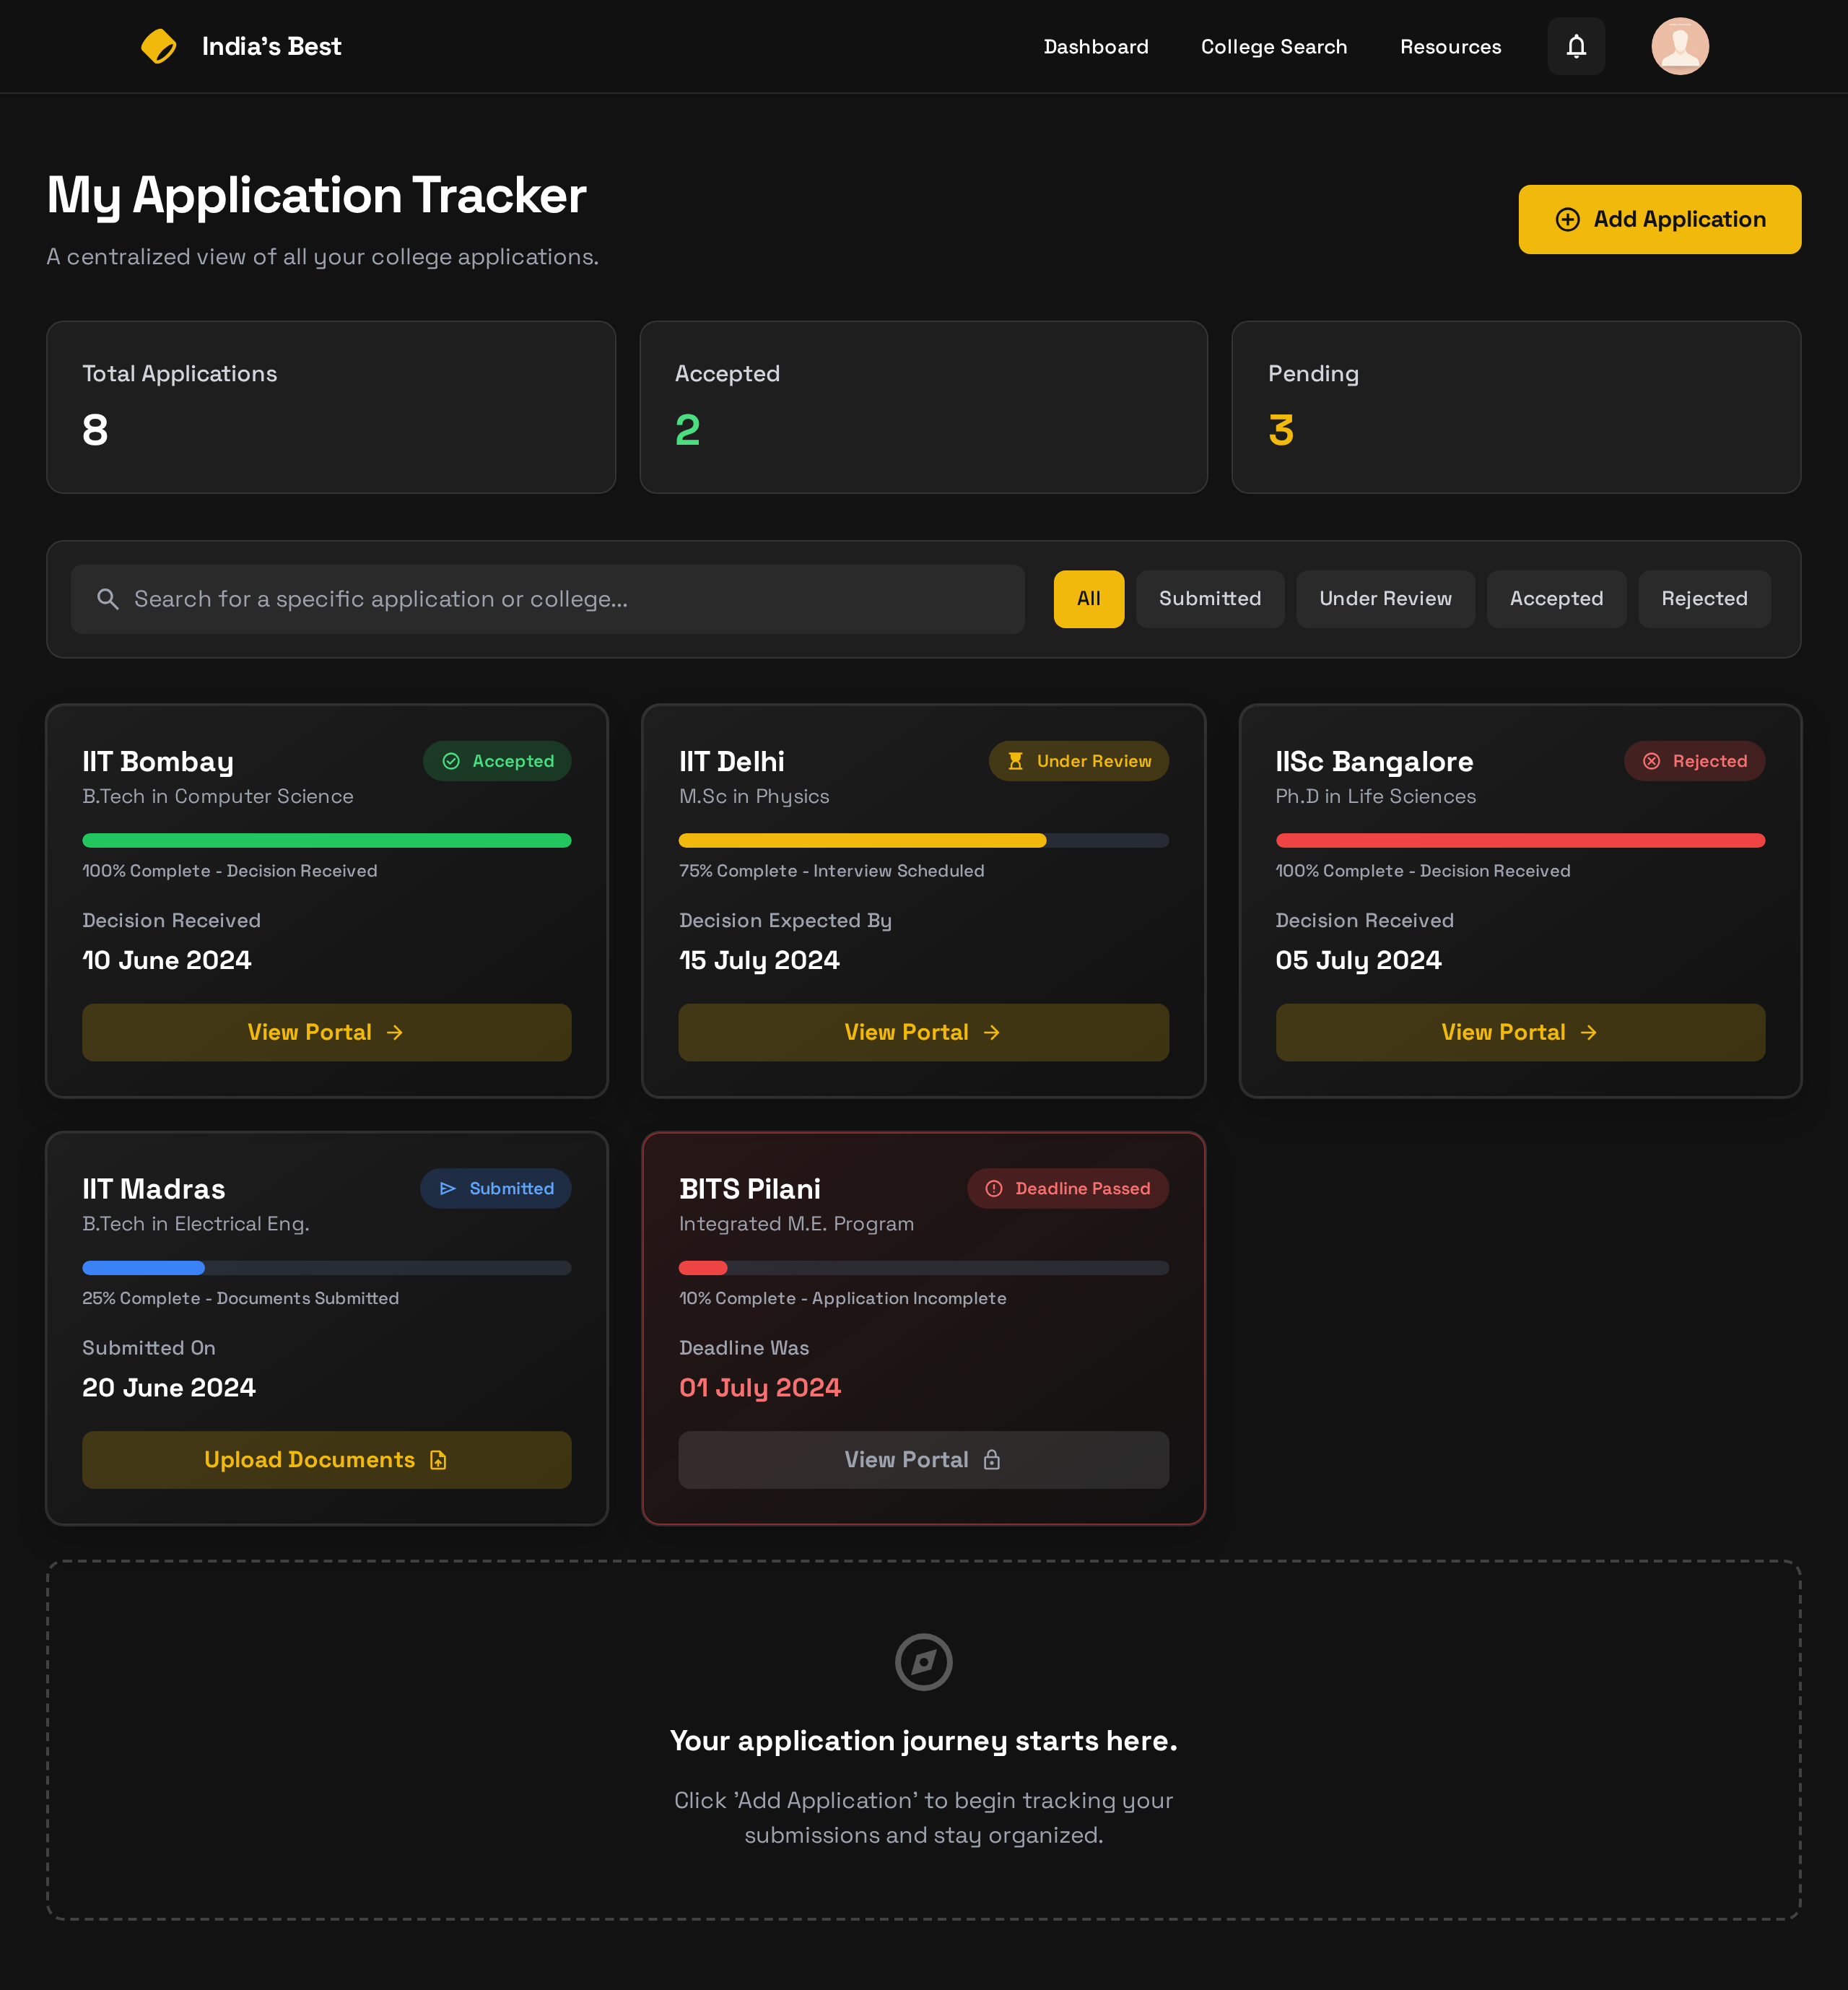 India's Best
Dashboard
College Search
Resources
My Application Tracker
A centralized view of all your college applications.
Add Application
Total Applications
8
Accepted
2
Pending
3
Search for a specific application or college...
All
Submitted
Under Review
Accepted
Rejected
IIT Bombay
Accepted
B.Tech in Computer Science
100% Complete - Decision Received
Decision Received
10 June 2024
View Portal
IIT Delhi
Under Review
M.Sc in Physics
75% Complete - Interview Scheduled
Decision Expected By
15 July 2024
View Portal
IISc Bangalore
Rejected
Ph.D in Life Sciences
100% Complete - Decision Received
Decision Received
05 July 2024
View Portal
IIT Madras
Submitted
B.Tech in Electrical Eng.
25% Complete - Documents Submitted
Submitted On
20 June 2024
Upload Documents
BITS Pilani
Deadline Passed
Integrated M.E. Program
10% Complete - Application Incomplete
Deadline Was
01 July 2024
View Portal
Your application journey starts here.
Click 'Add Application' to begin tracking your
submissions and stay organized.